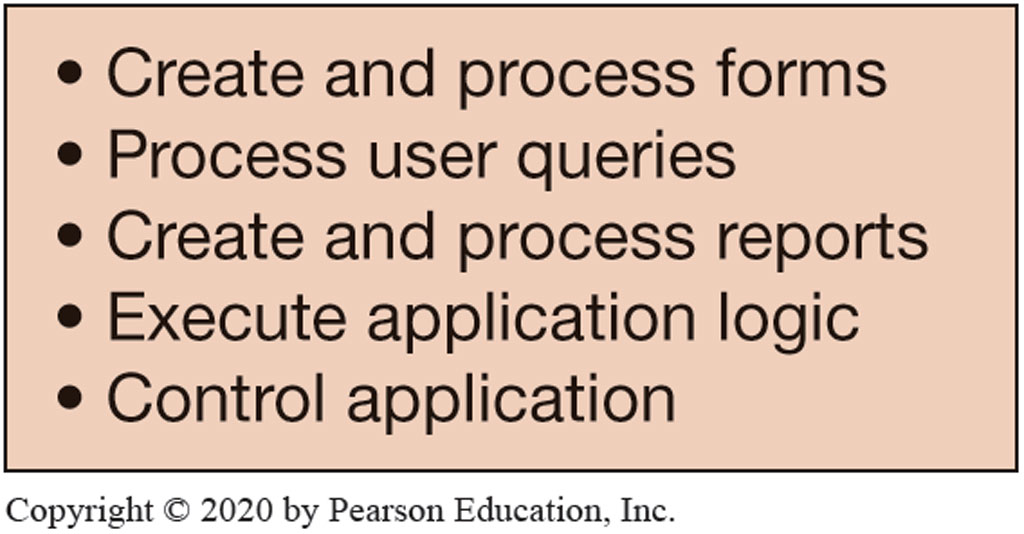 • Create and process forms
• Process user queries
• Create and process reports
• Execute application logic
• Control application
Copyright © 2020 by Pearson Education, Inc.